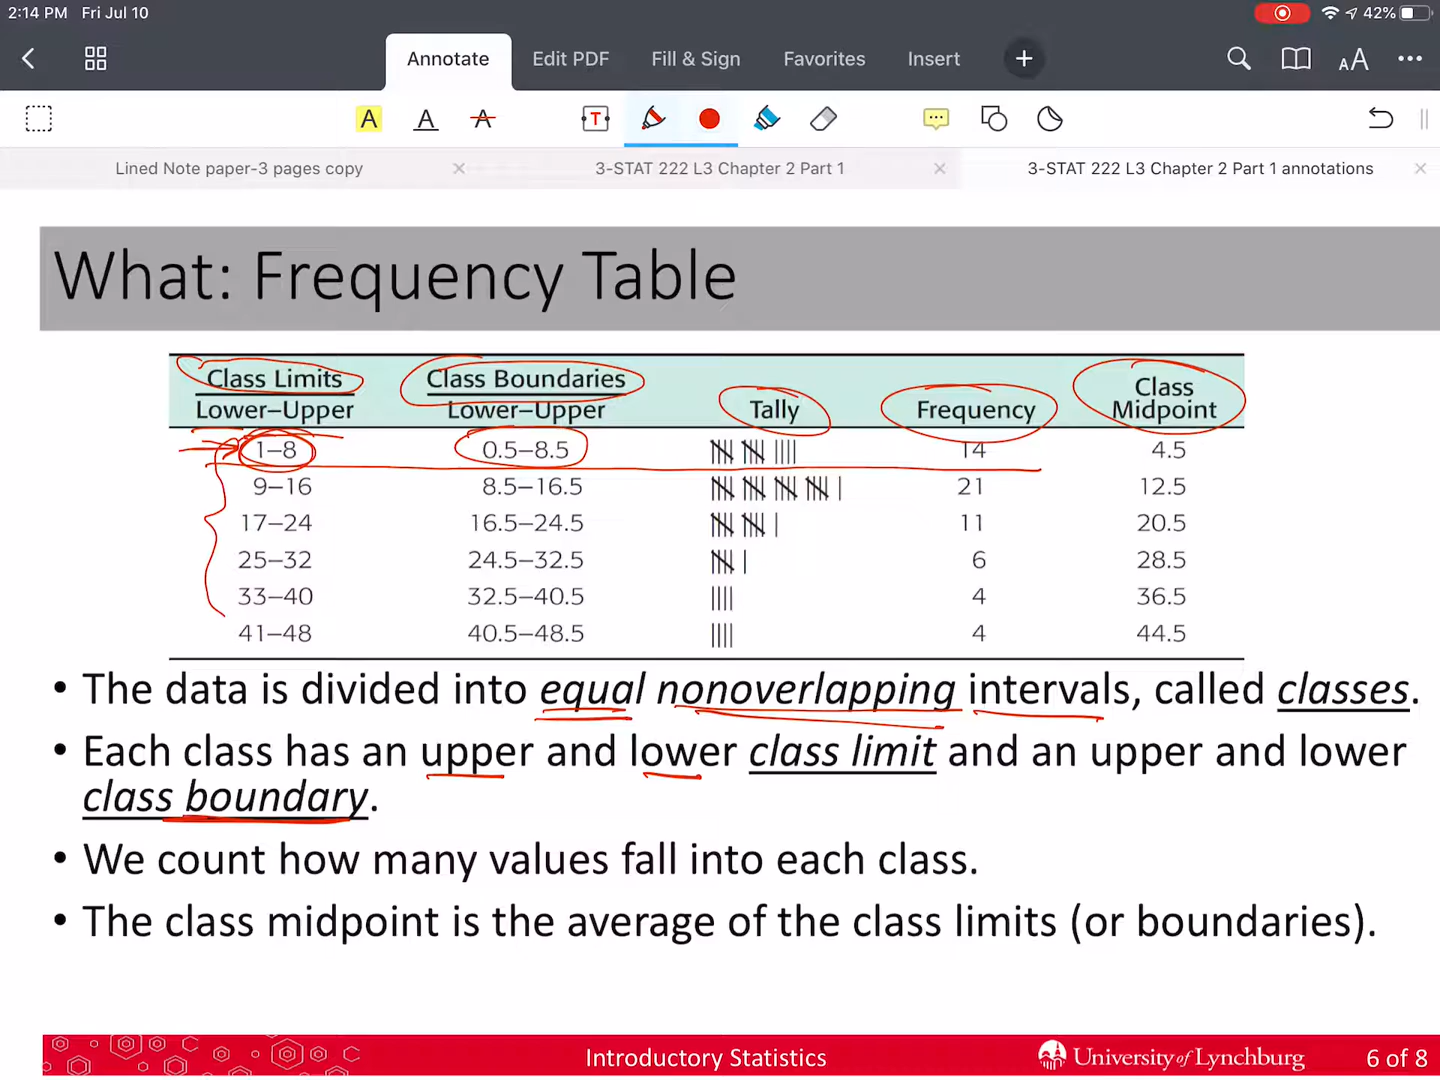 2:14 PM Fri Jul 10 42%
Annotate Edit PDF Fill & Sign Favorites Insert
Lined Note paper-3 pages copy 3-STAT 222 L3 Chapter 2 Part 1 3-STAT 222 L3 Chapter 2 Part 1 annotations
What: Frequency Table
Class Limits Class Boundaries Class
Lower–Upper Lower–Upper Tally Frequency Midpoint
1–8 0.5–8.5 14 4.5
9–16 8.5–16.5 21 12.5
17–24 16.5–24.5 11 20.5
25–32 24.5–32.5 6 28.5
33–40 32.5–40.5 4 36.5
41–48 40.5–48.5 4 44.5
• The data is divided into equal nonoverlapping intervals, called classes.
• Each class has an upper and lower class limit and an upper and lower
class boundary.
• We count how many values fall into each class.
• The class midpoint is the average of the class limits (or boundaries).
Introductory Statistics University of Lynchburg 6 of 8